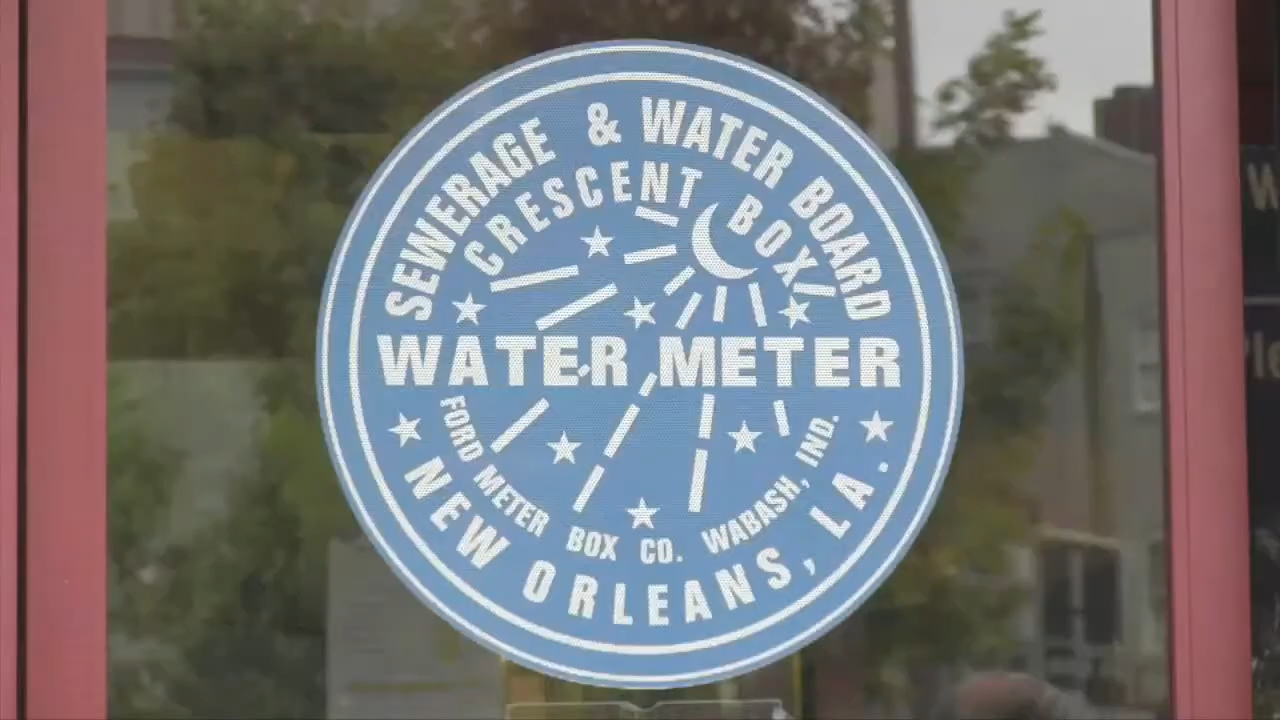 SEWERAGE & WATER BOARD
CRESCENT BOX
WATER METER
FORD METER BOX CO. WABASH, IND.
NEW ORLEANS, LA.